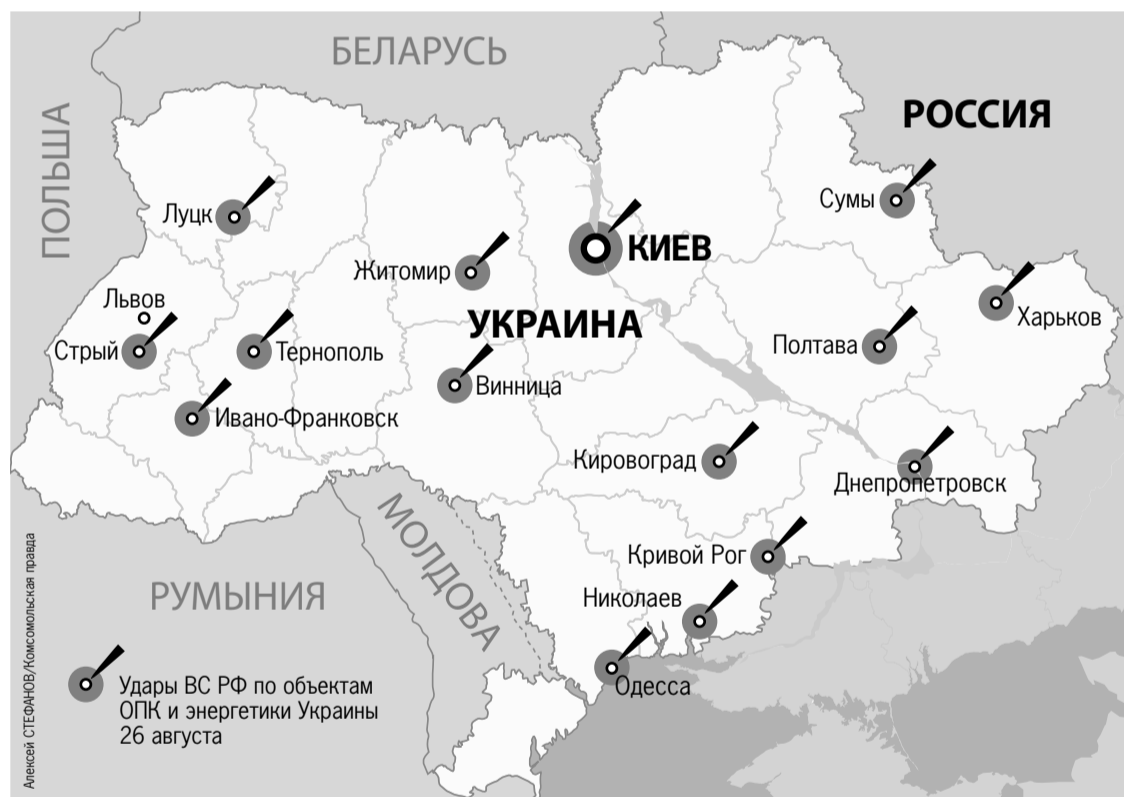 БЕЛАРУСЬ
ПОЛЬША
РОССИЯ
Сумы
Луцк
КИЕВ
Житомир
Львов
УКРАИНА
Харьков
Стрый
Тернополь
Полтава
Винница
Ивано-Франковск
Кировоград
Днепропетровск
МОЛДОВА
Кривой Рог
РУМЫНИЯ
Николаев
Одесса
Удары ВС РФ по объектам
ОПК и энергетики Украины
26 августа
Алексей СТЕФАНОВ/Комсомольская правда